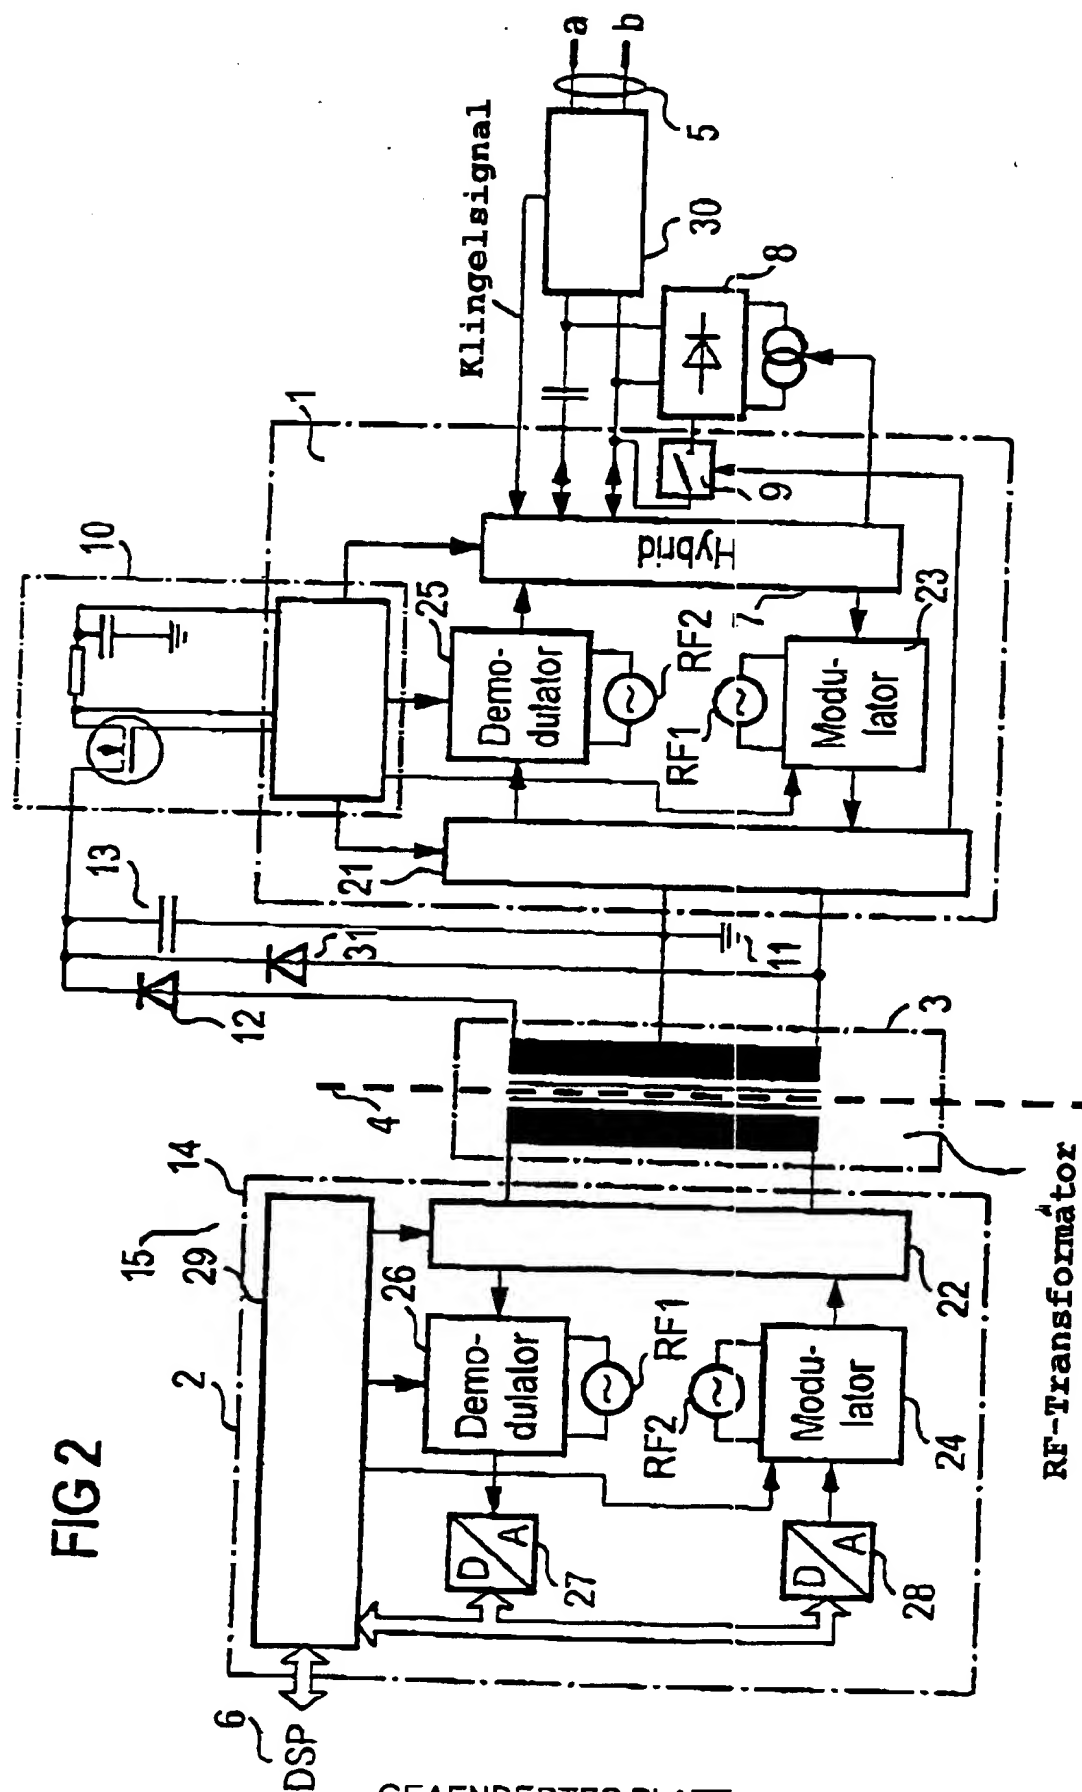 FIG 2
6
DSP
2
29
15
14
26
Demo-
dulator
RF1
RF2
Modu-
lator
24
22
D
A
27
D
A
28
4
3
RF-Transformator
12
31
13
11
10
21
25
Demo-
dulator
RF2
RF1
Modu-
lator
23
7
Hybrid
1
9
8
30
Klingelsignal
5
a
b